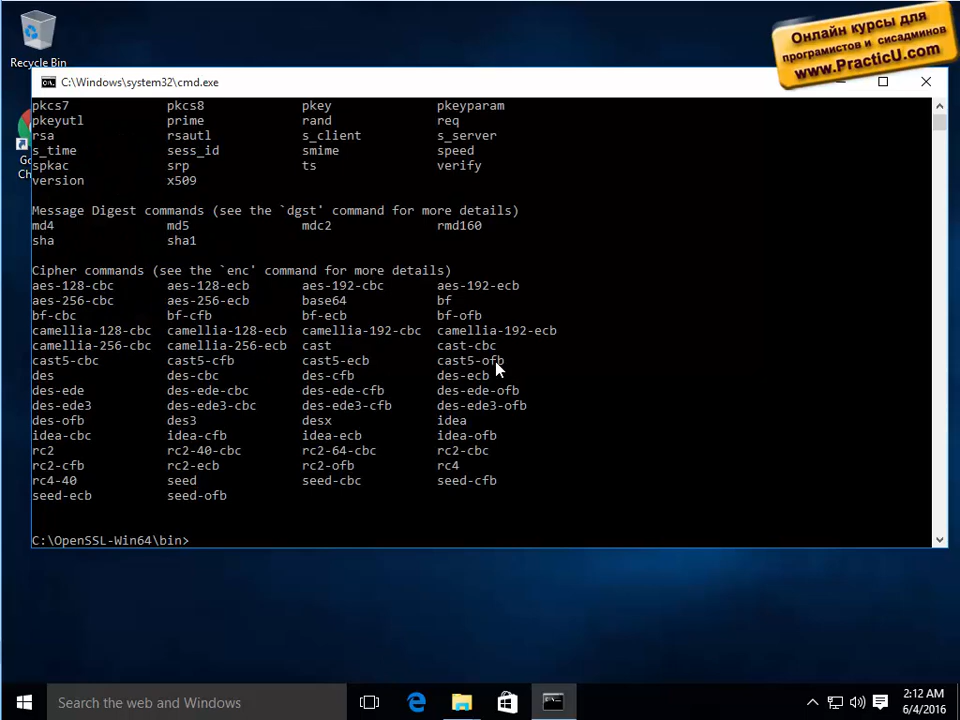 Recycle Bin
Онлайн курсы для
програмистов и сисадминов
www.PracticU.com
C:\Windows\system32\cmd.exe
pkcs7 pkcs8 pkey pkeyparam
pkeyutl prime rand req
rsa rsautl s_client s_server
s_time sess_id smime speed
spkac srp ts verify
version x509
Message Digest commands (see the `dgst' command for more details)
md4 md5 mdc2 rmd160
sha sha1
Cipher commands (see the `enc' command for more details)
aes-128-cbc aes-128-ecb aes-192-cbc aes-192-ecb
aes-256-cbc aes-256-ecb base64 bf
bf-cbc bf-cfb bf-ecb bf-ofb
camellia-128-cbc camellia-128-ecb camellia-192-cbc camellia-192-ecb
camellia-256-cbc camellia-256-ecb cast cast-cbc
cast5-cbc cast5-cfb cast5-ecb cast5-ofb
des des-cbc des-cfb des-ecb
des-ede des-ede-cbc des-ede-cfb des-ede-ofb
des-ede3 des-ede3-cbc des-ede3-cfb des-ede3-ofb
des-ofb des3 desx idea
idea-cbc idea-cfb idea-ecb idea-ofb
rc2 rc2-40-cbc rc2-64-cbc rc2-cbc
rc2-cfb rc2-ecb rc2-ofb rc4
rc4-40 seed seed-cbc seed-cfb
seed-ecb seed-ofb
C:\OpenSSL-Win64\bin>
Search the web and Windows
2:12 AM
6/4/2016